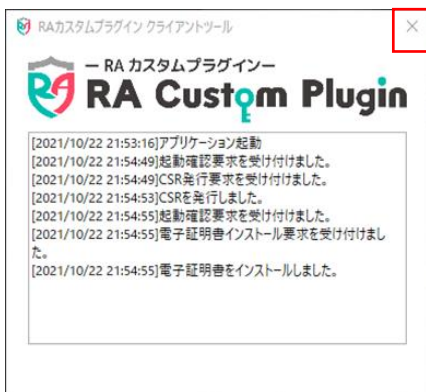 RAカスタムプラグイン クライアントツール
ー RA カスタムプラグインー
RA Custom Plugin
[2021/10/22 21:53:16]アプリケーション起動
[2021/10/22 21:54:49]起動確認要求を受け付けました。
[2021/10/22 21:54:49]CSR発行要求を受け付けました。
[2021/10/22 21:54:53]CSRを発行しました。
[2021/10/22 21:54:55]起動確認要求を受け付けました。
[2021/10/22 21:54:55]電子証明書インストール要求を受け付けまし
た。
[2021/10/22 21:54:55]電子証明書をインストールしました。